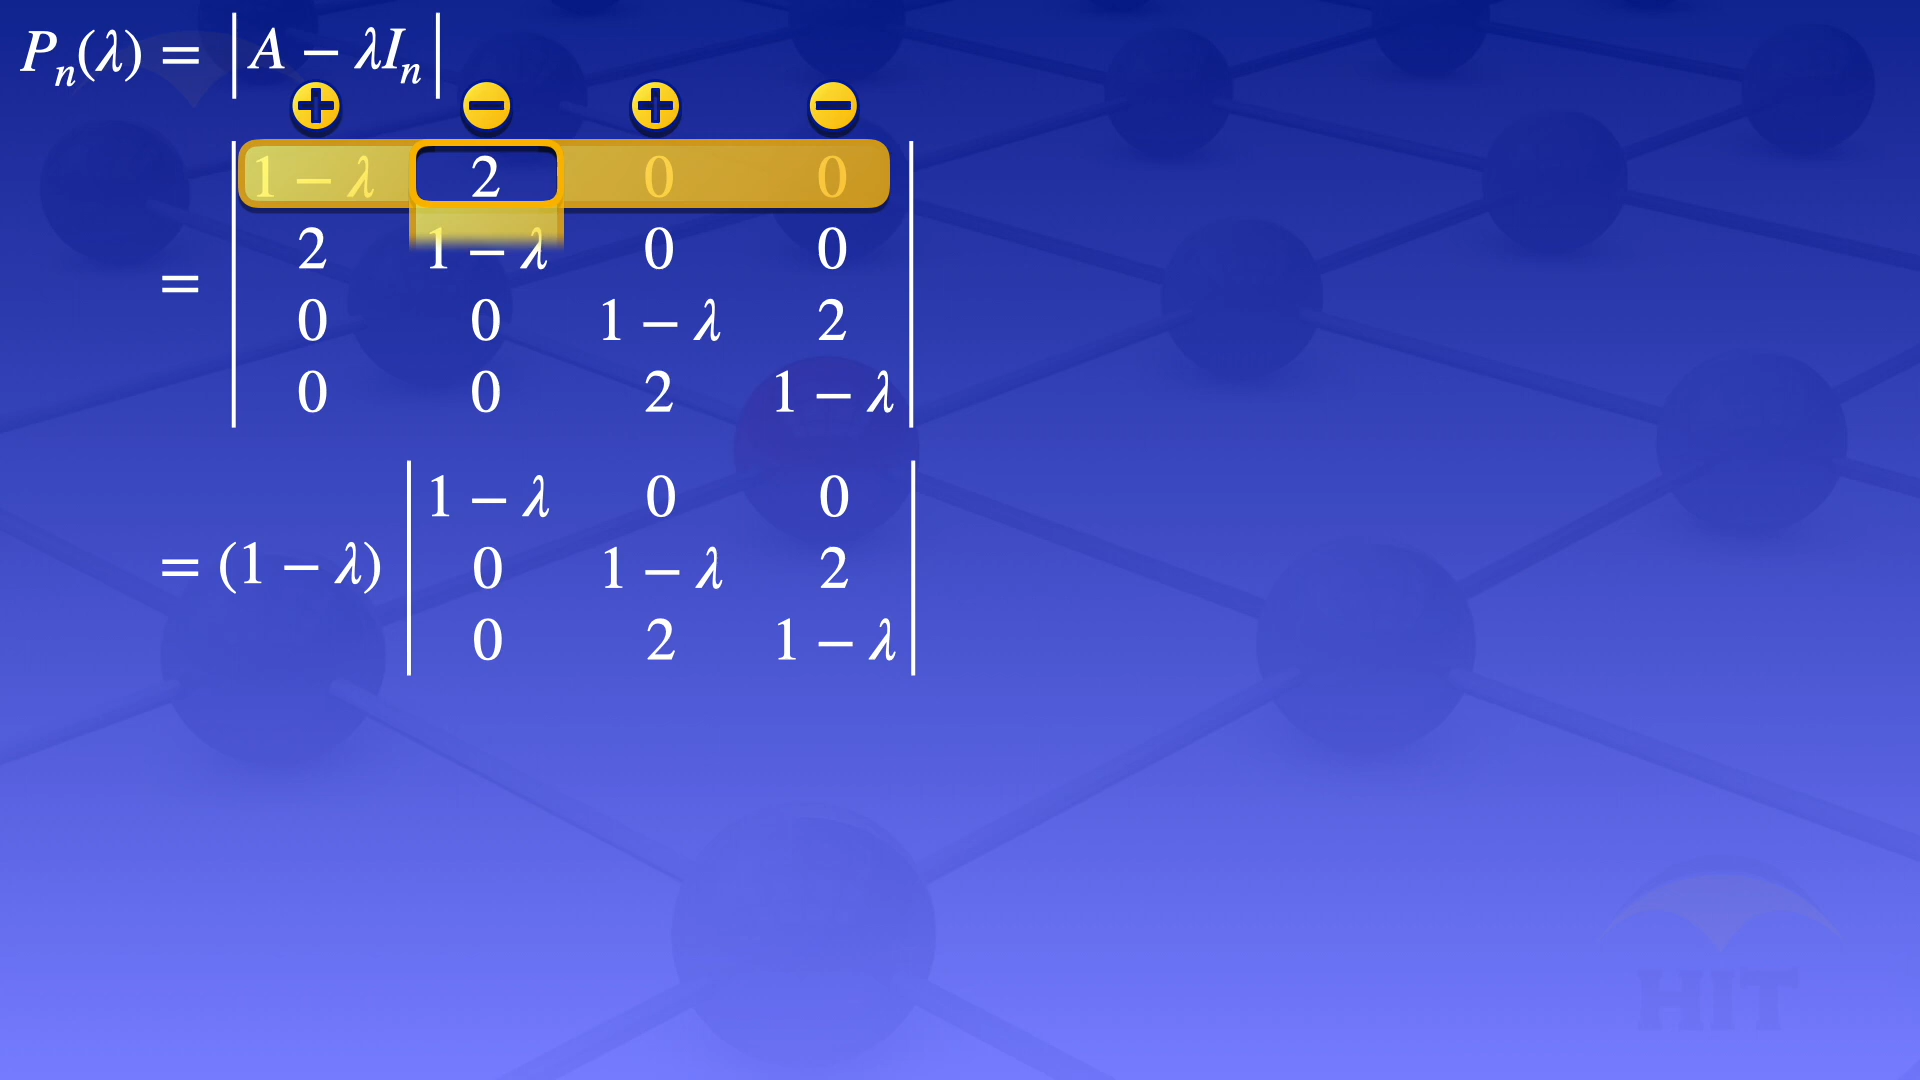 Pₙ(λ) = |A − λIₙ|
+ − + −
1 − λ 2 0 0
2 1 − λ 0 0
= 0 0 1 − λ 2
0 0 2 1 − λ
1 − λ 0 0
= (1 − λ) 0 1 − λ 2
0 2 1 − λ
HIT